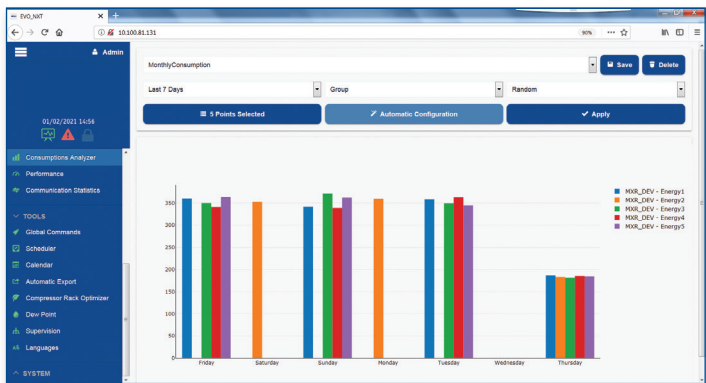 EVO_NXT
10.100.81.131
90%
Admin
01/02/2021 14:56
Consumptions Analyzer
Performance
Communication Statistics
TOOLS
Global Commands
Scheduler
Calendar
Automatic Export
Compressor Rack Optimizer
Dew Point
Supervision
Languages
SYSTEM
MonthlyConsumption
Save
Delete
Last 7 Days
Group
Random
5 Points Selected
Automatic Configuration
Apply
350
300
250
200
150
100
50
0
Friday
Saturday
Sunday
Monday
Tuesday
Wednesday
Thursday
MXR_DEV - Energy1
MXR_DEV - Energy2
MXR_DEV - Energy3
MXR_DEV - Energy4
MXR_DEV - Energy5